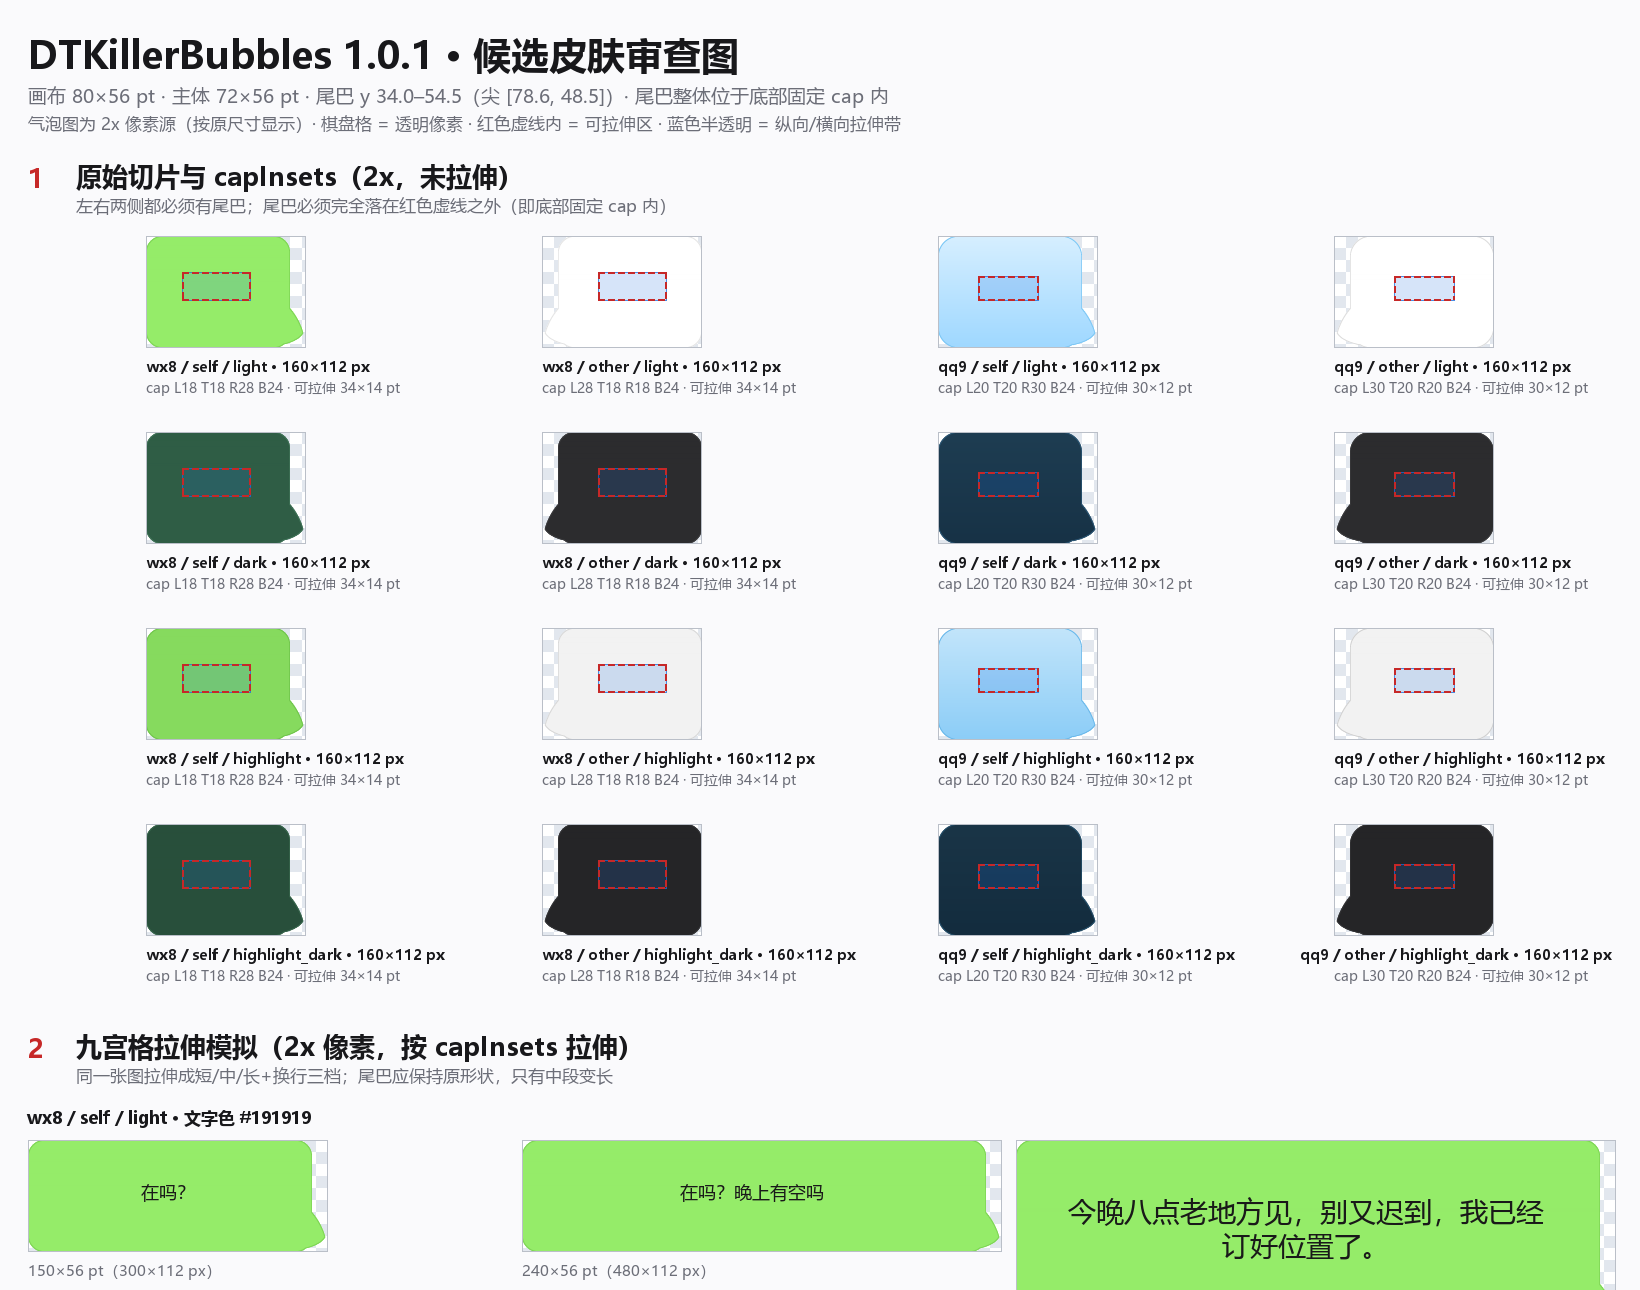 DTKillerBubbles 1.0.1 • 候选皮肤审查图
画布 80×56 pt · 主体 72×56 pt · 尾巴 y 34.0–54.5（尖 [78.6, 48.5]）· 尾巴整体位于底部固定 cap 内
气泡图为 2x 像素源（按原尺寸显示）· 棋盘格 = 透明像素 · 红色虚线内 = 可拉伸区 · 蓝色半透明 = 纵向/横向拉伸带
1 原始切片与 capInsets（2x，未拉伸）
左右两侧都必须有尾巴；尾巴必须完全落在红色虚线之外（即底部固定 cap 内）
wx8 / self / light • 160×112 px
cap L18 T18 R28 B24 · 可拉伸 34×14 pt
wx8 / other / light • 160×112 px
cap L28 T18 R18 B24 · 可拉伸 34×14 pt
qq9 / self / light • 160×112 px
cap L20 T20 R30 B24 · 可拉伸 30×12 pt
qq9 / other / light • 160×112 px
cap L30 T20 R20 B24 · 可拉伸 30×12 pt
wx8 / self / dark • 160×112 px
cap L18 T18 R28 B24 · 可拉伸 34×14 pt
wx8 / other / dark • 160×112 px
cap L28 T18 R18 B24 · 可拉伸 34×14 pt
qq9 / self / dark • 160×112 px
cap L20 T20 R30 B24 · 可拉伸 30×12 pt
qq9 / other / dark • 160×112 px
cap L30 T20 R20 B24 · 可拉伸 30×12 pt
wx8 / self / highlight • 160×112 px
cap L18 T18 R28 B24 · 可拉伸 34×14 pt
wx8 / other / highlight • 160×112 px
cap L28 T18 R18 B24 · 可拉伸 34×14 pt
qq9 / self / highlight • 160×112 px
cap L20 T20 R30 B24 · 可拉伸 30×12 pt
qq9 / other / highlight • 160×112 px
cap L30 T20 R20 B24 · 可拉伸 30×12 pt
wx8 / self / highlight_dark • 160×112 px
cap L18 T18 R28 B24 · 可拉伸 34×14 pt
wx8 / other / highlight_dark • 160×112 px
cap L28 T18 R18 B24 · 可拉伸 34×14 pt
qq9 / self / highlight_dark • 160×112 px
cap L20 T20 R30 B24 · 可拉伸 30×12 pt
qq9 / other / highlight_dark • 160×112 px
cap L30 T20 R20 B24 · 可拉伸 30×12 pt
2 九宫格拉伸模拟（2x 像素，按 capInsets 拉伸）
同一张图拉伸成短/中/长+换行三档；尾巴应保持原形状，只有中段变长
wx8 / self / light • 文字色 #191919
在吗？
150×56 pt（300×112 px）
在吗？晚上有空吗
240×56 pt（480×112 px）
今晚八点老地方见，别又迟到，我已经
订好位置了。